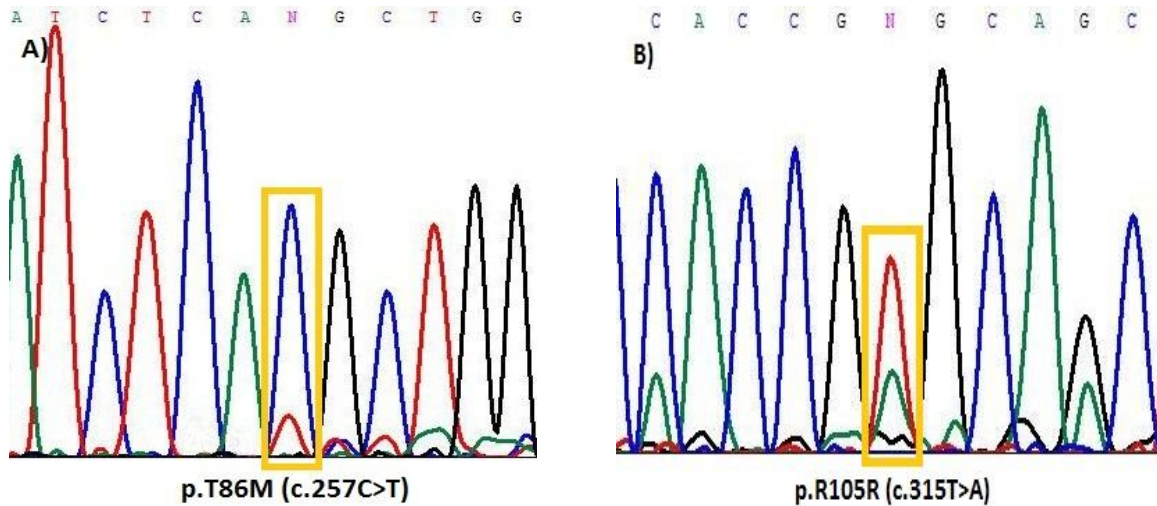 A T C T C A N G C T G G
A)
p.T86M (c.257C>T)
C A C C G N G C A G C
B)
p.R105R (c.315T>A)